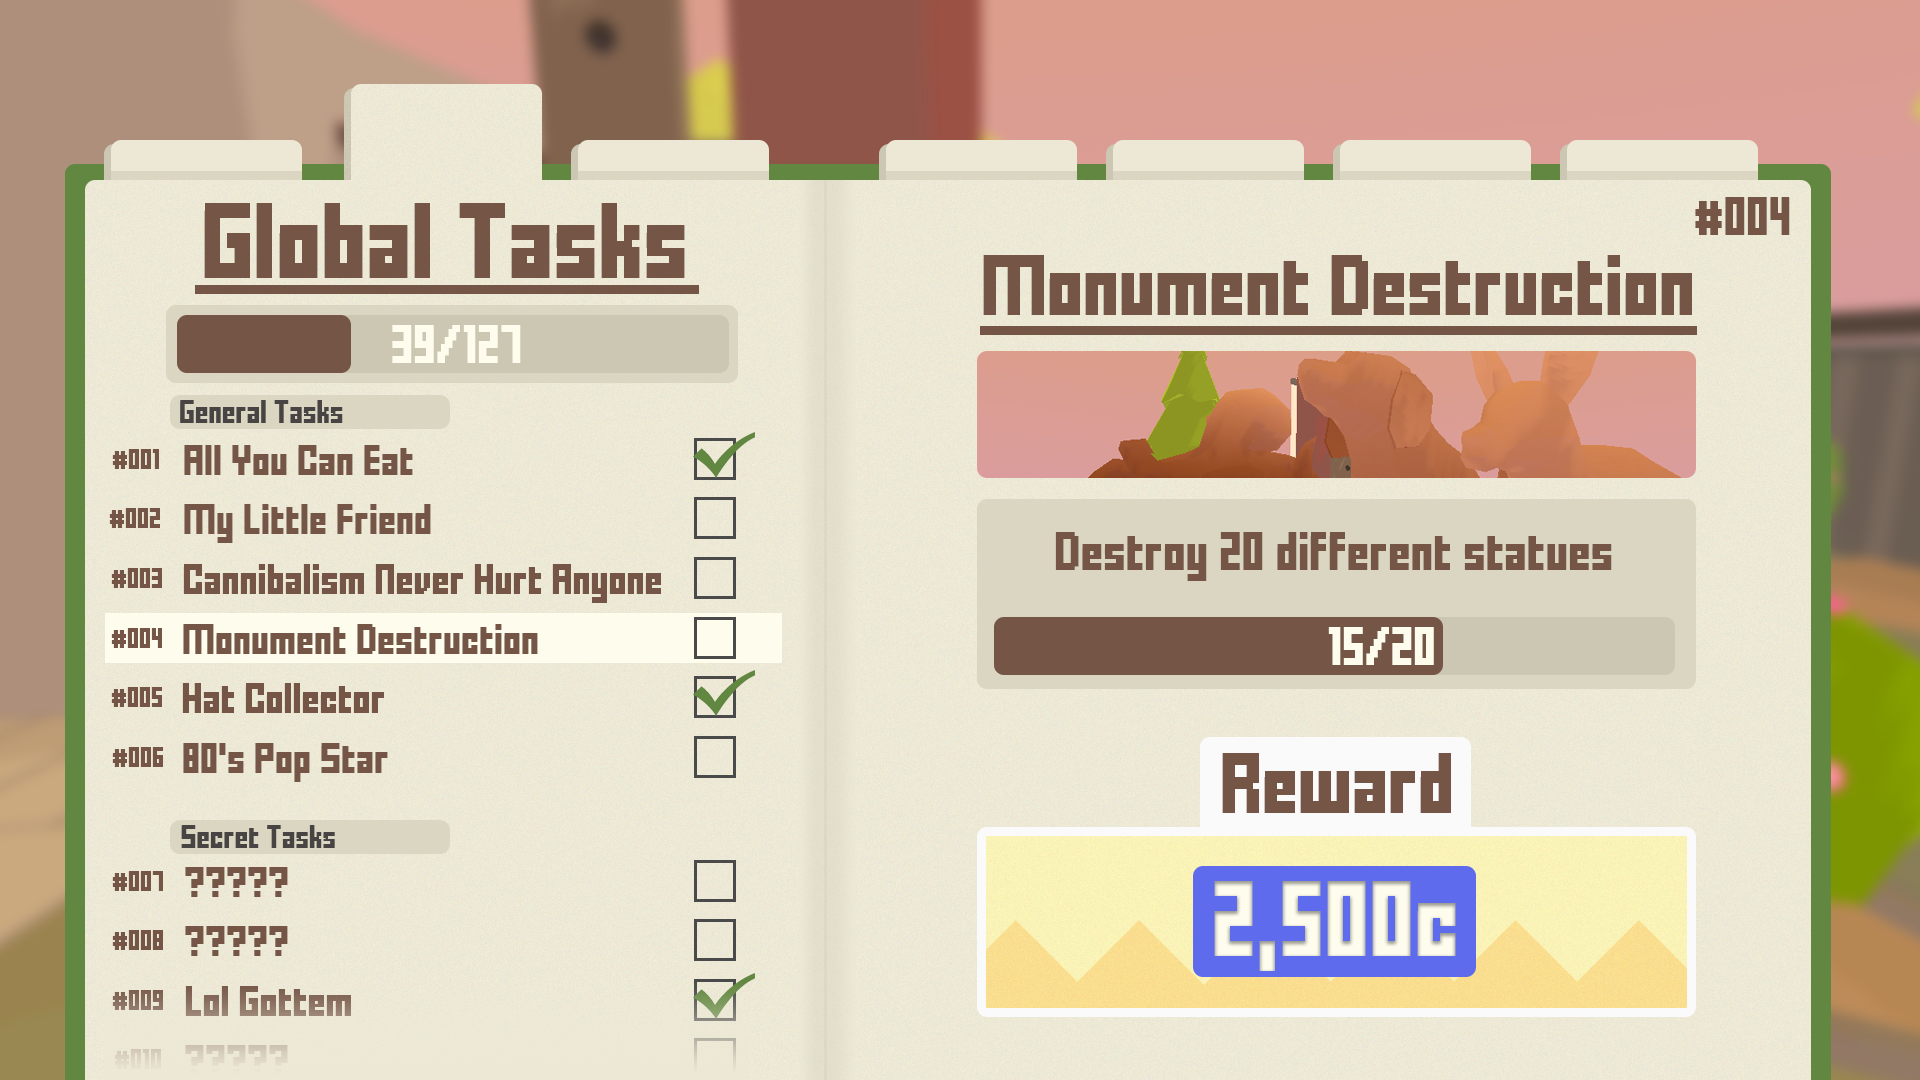 Global Tasks
39/127
General Tasks
#001 All You Can Eat
#002 My Little Friend
#003 Cannibalism Never Hurt Anyone
#004 Monument Destruction
#005 Hat Collector
#006 80's Pop Star
Secret Tasks
#007 ?????
#008 ?????
#009 Lol Gottem
#010 ?????
#004
Monument Destruction
Destroy 20 different statues
15/20
Reward
2,500c